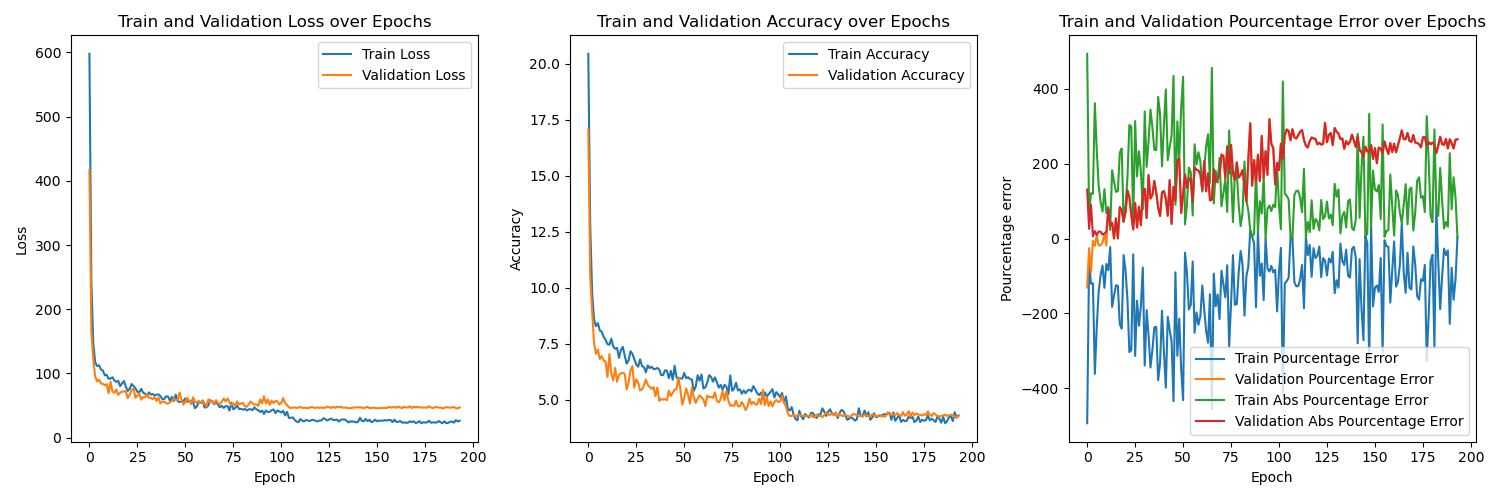 Train and Validation Loss over Epochs
Loss
600
500
400
300
200
100
0
0 25 50 75 100 125 150 175 200
Epoch
Train Loss
Validation Loss
Train and Validation Accuracy over Epochs
Accuracy
20.0
17.5
15.0
12.5
10.0
7.5
5.0
0 25 50 75 100 125 150 175 200
Epoch
Train Accuracy
Validation Accuracy
Train and Validation Pourcentage Error over Epochs
Pourcentage error
400
200
0
−200
−400
0 25 50 75 100 125 150 175 200
Epoch
Train Pourcentage Error
Validation Pourcentage Error
Train Abs Pourcentage Error
Validation Abs Pourcentage Error